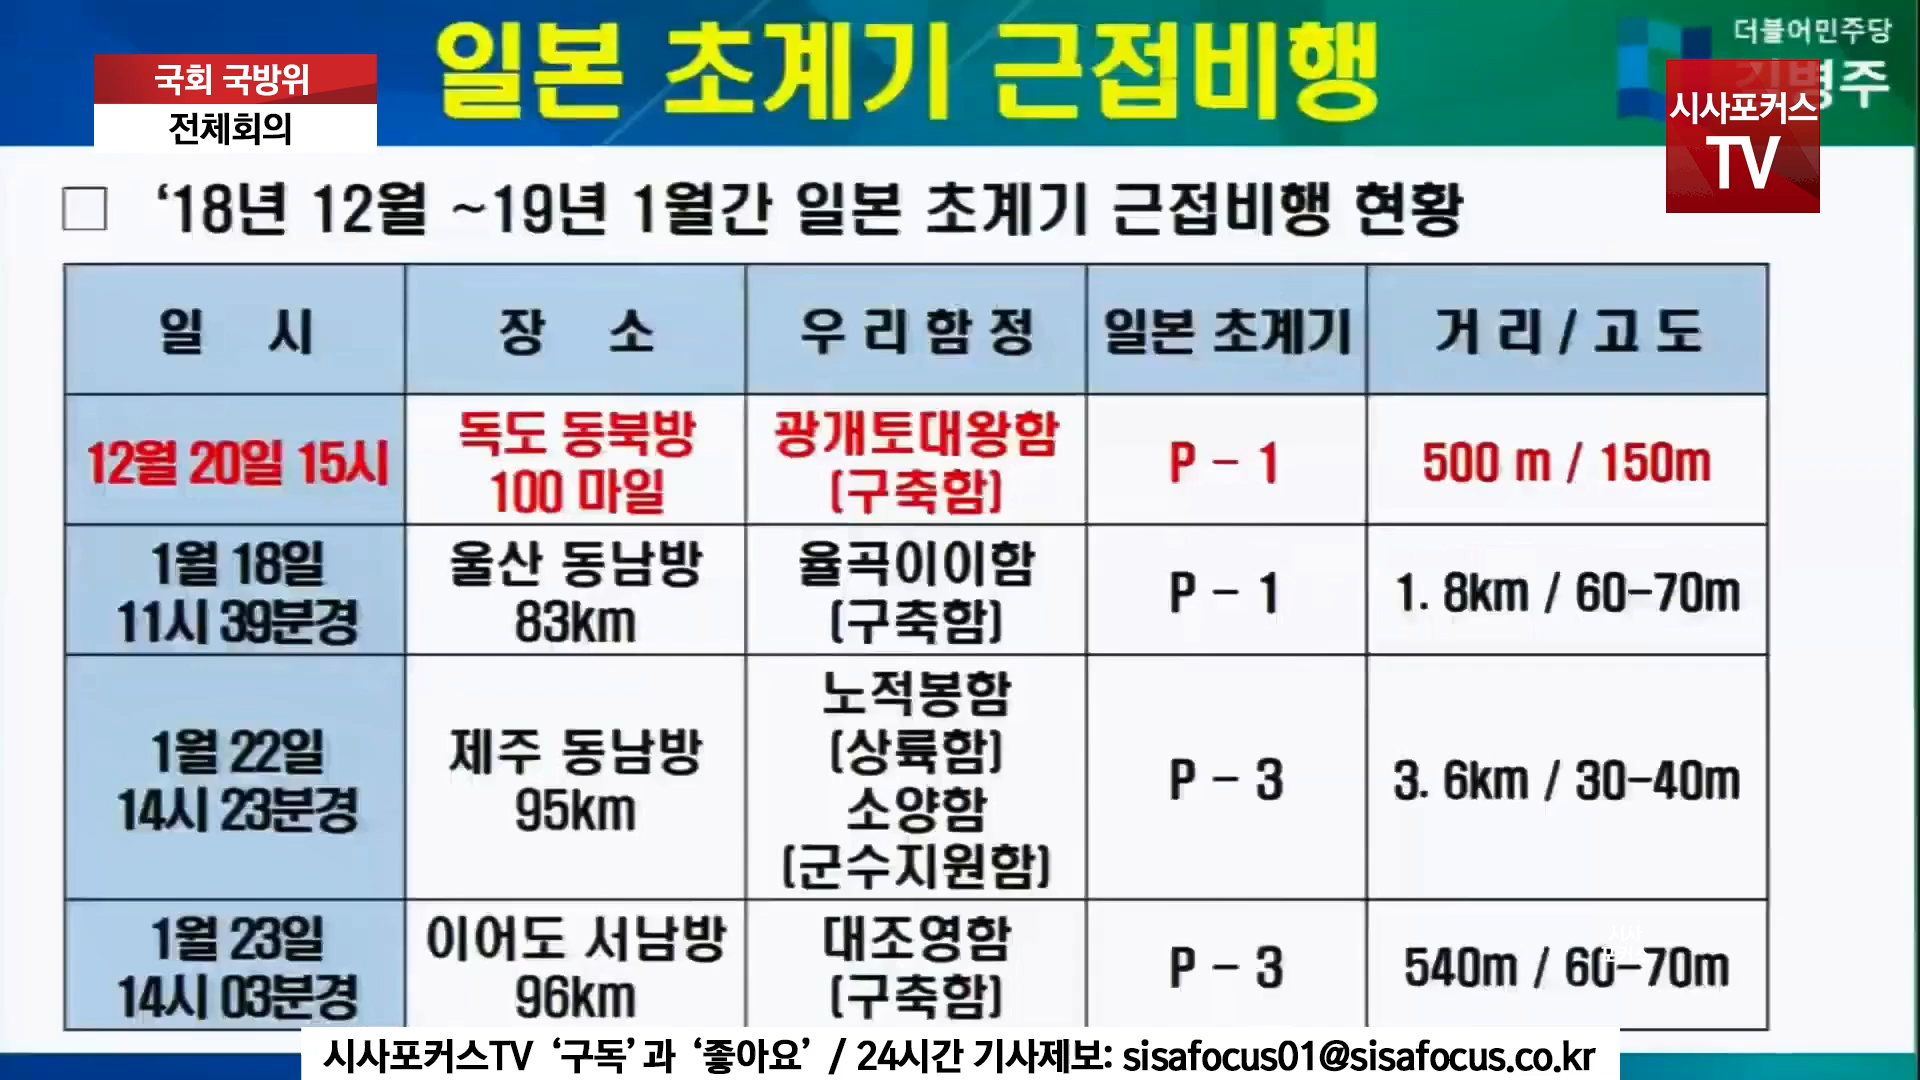 일본 초계기 근접비행
더불어민주당
병주
국회 국방위
전체회의
시사포커스
TV
□ ‘18년 12월 ~19년 1월간 일본 초계기 근접비행 현황
일 시
장 소
우리함정
일본 초계기
거리/고도
12월 20일 15시
독도 동북방
100 마일
광개토대왕함
(구축함)
P - 1
500 m / 150m
1월 18일
11시 39분경
울산 동남방
83km
율곡이이함
(구축함)
P - 1
1. 8km / 60-70m
1월 22일
14시 23분경
제주 동남방
95km
노적봉함
(상륙함)
소양함
(군수지원함)
P - 3
3. 6km / 30-40m
1월 23일
14시 03분경
이어도 서남방
96km
대조영함
(구축함)
P - 3
540m / 60-70m
시사포커스TV ‘구독’과 ‘좋아요’ / 24시간 기사제보: sisafocus01@sisafocus.co.kr